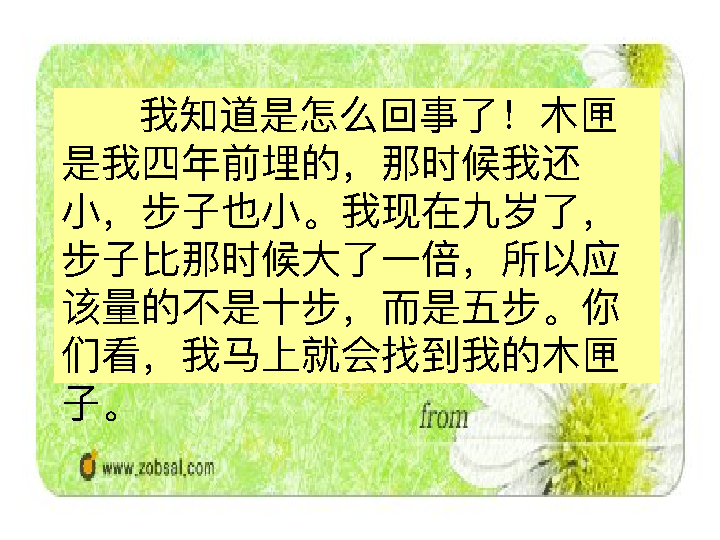 我知道是怎么回事了！木匣
是我四年前埋的，那时候我还
小，步子也小。我现在九岁了，
步子比那时候大了一倍，所以应
该量的不是十步，而是五步。你
们看，我马上就会找到我的木匣
子。
from
www.zobsai.com